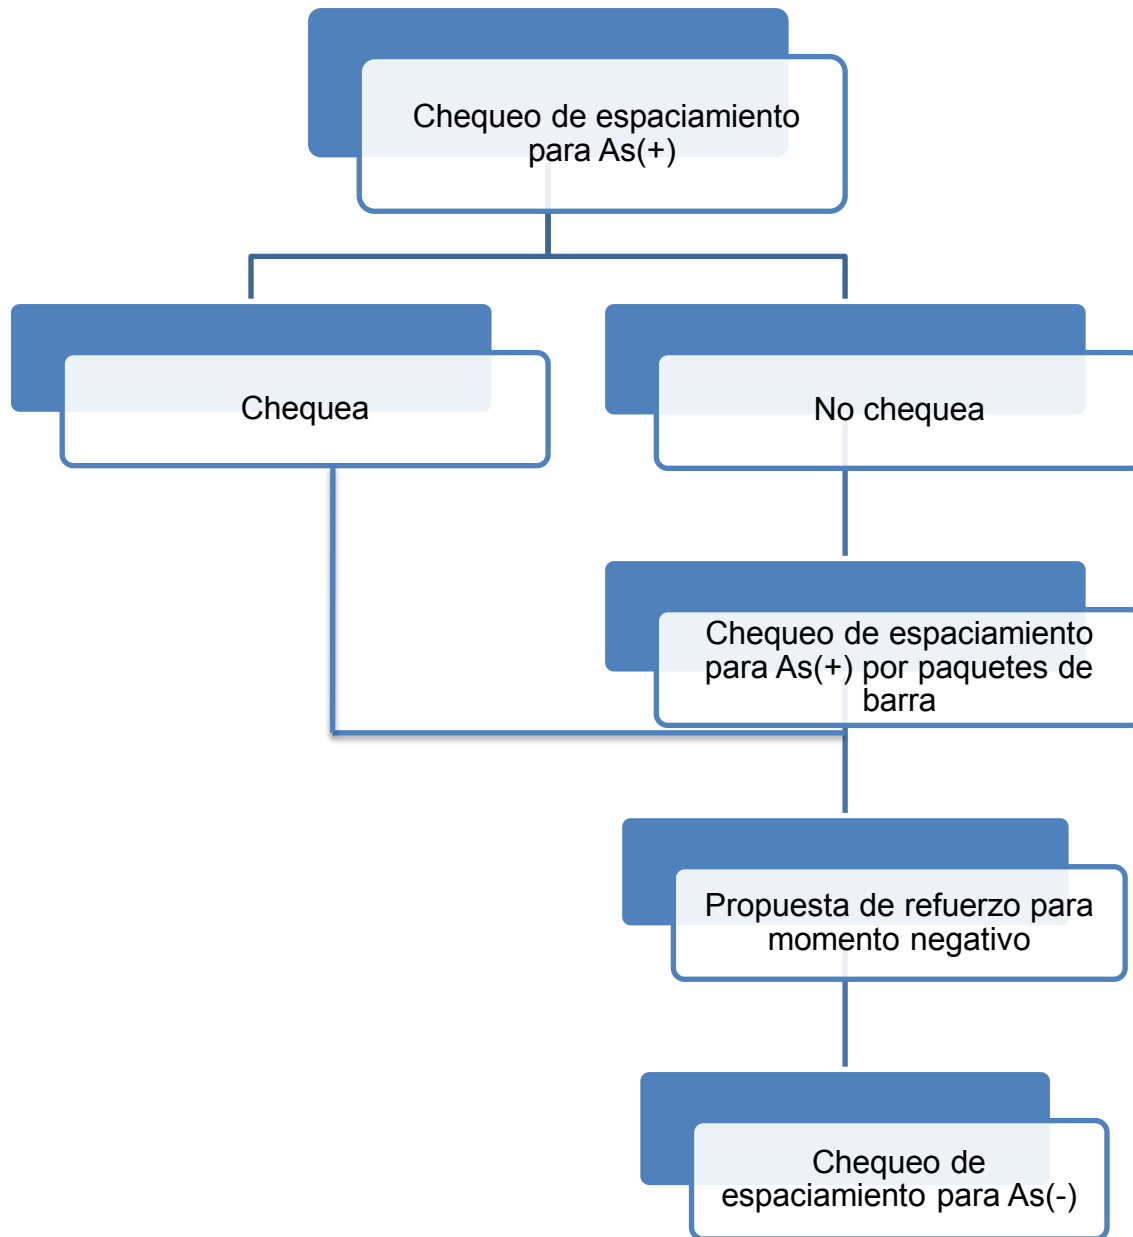 Chequeo de espaciamiento
para As(+)
Chequea
No chequea
Chequeo de espaciamiento
para As(+) por paquetes de
barra
Propuesta de refuerzo para
momento negativo
Chequeo de
espaciamiento para As(-)